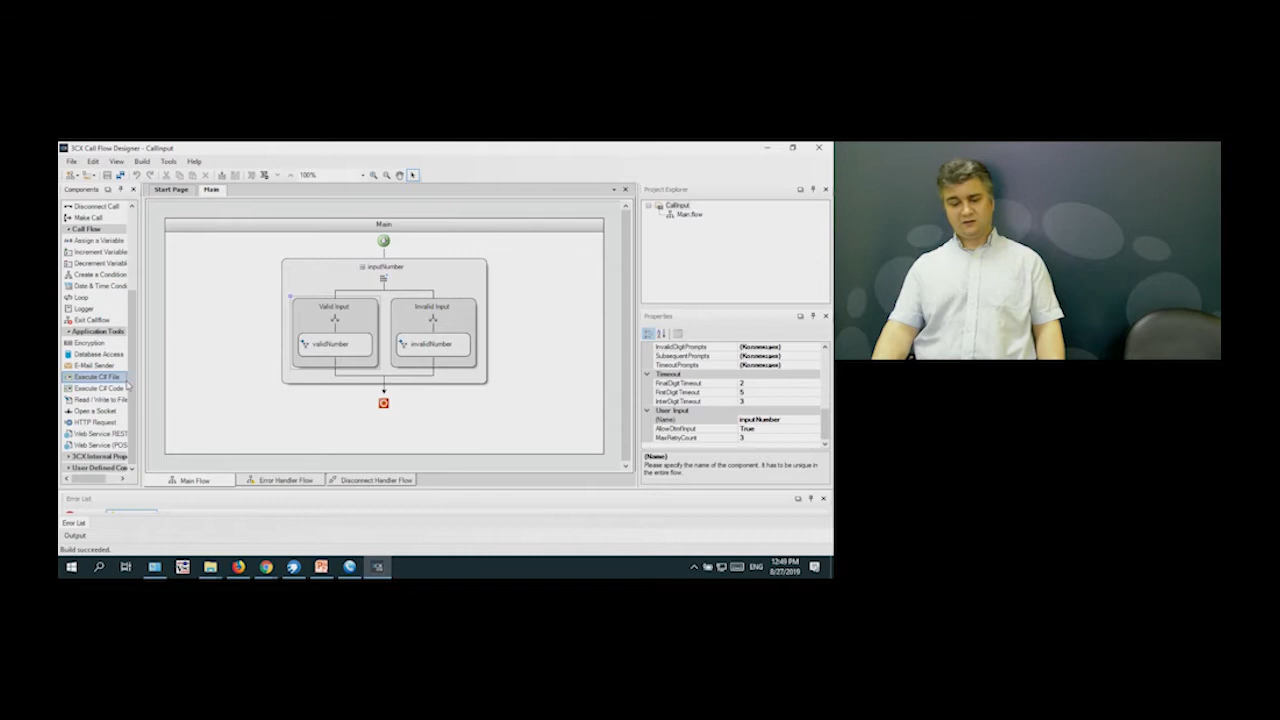 3CX Call Flow Designer - CallInput
File Edit View Build Tools Help
100%
Components
Start Page Main
Project Explorer
Disconnect Call
Make Call
Call Flow
Assign a Variable
Increment Variabl
Decrement Variabl
Create a Condition
Date & Time Cond
Loop
Logger
Exit Callflow
Application Tools
Encryption
Database Access
E-Mail Sender
Execute C# File
Execute C# Code
Read / Write to File
Open a Socket
HTTP Request
Web Service REST
Web Service (POS
3CX Internal Prop
User Defined Con
Main
inputNumber
Valid Input
Invalid Input
validNumber
invalidNumber
Main Flow
Error Handler Flow
Disconnect Handler Flow
CallInput
Main.flow
Properties
InvalidDigitPrompts (Коллекция)
SubsequentPrompts (Коллекция)
TimeoutPrompts (Коллекция)
Timeout
FinalDigitTimeout 2
FirstDigitTimeout 5
InterDigitTimeout 3
User Input
(Name) inputNumber
AllowDtmfInput True
MaxRetryCount 3
(Name)
Please specify the name of the component. It has to be unique in
the entire flow.
Error List
Error List
Output
Build succeeded.
ENG
12:49 PM
8/27/2019